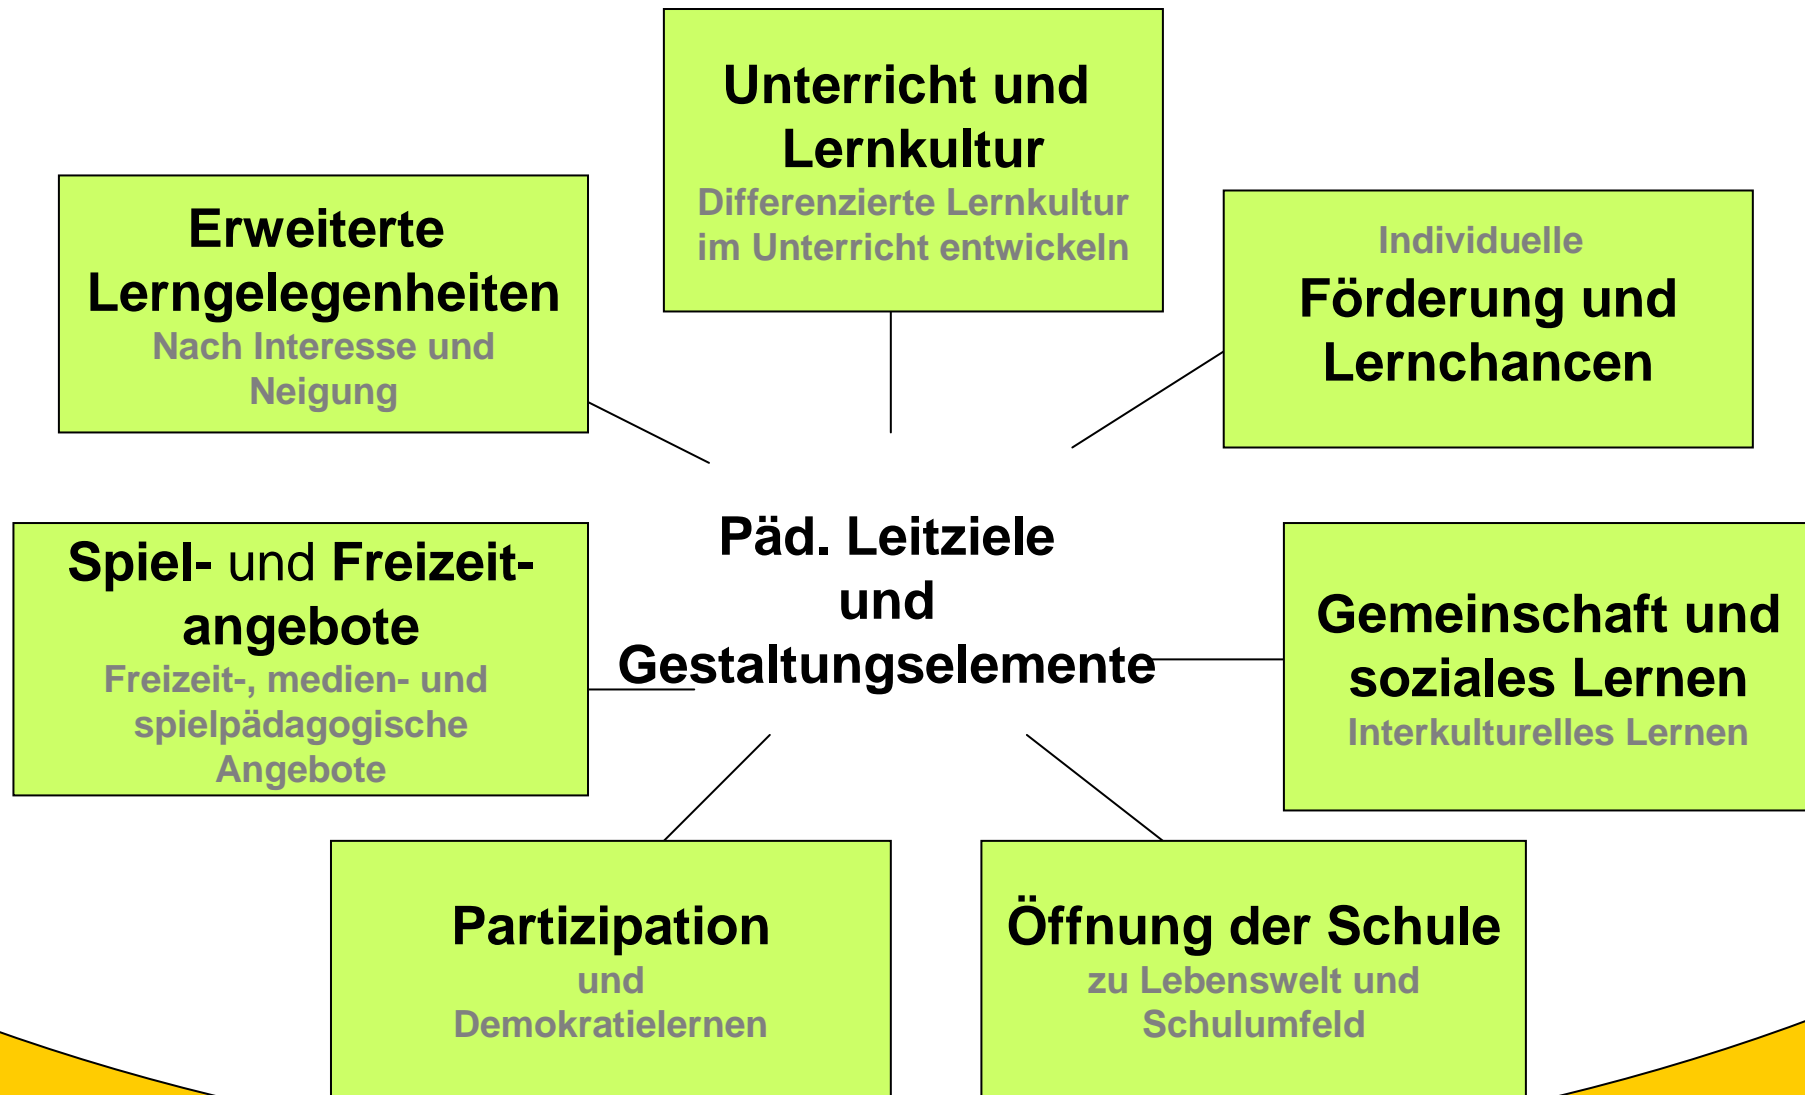 Unterricht und
Lernkultur
Differenzierte Lernkultur
im Unterricht entwickeln
Erweiterte
Lerngelegenheiten
Nach Interesse und
Neigung
Individuelle
Förderung und
Lernchancen
Spiel- und Freizeit-
angebote
Freizeit-, medien- und
spielpädagogische
Angebote
Päd. Leitziele
und
Gestaltungselemente
Gemeinschaft und
soziales Lernen
Interkulturelles Lernen
Partizipation
und
Demokratielernen
Öffnung der Schule
zu Lebenswelt und
Schulumfeld